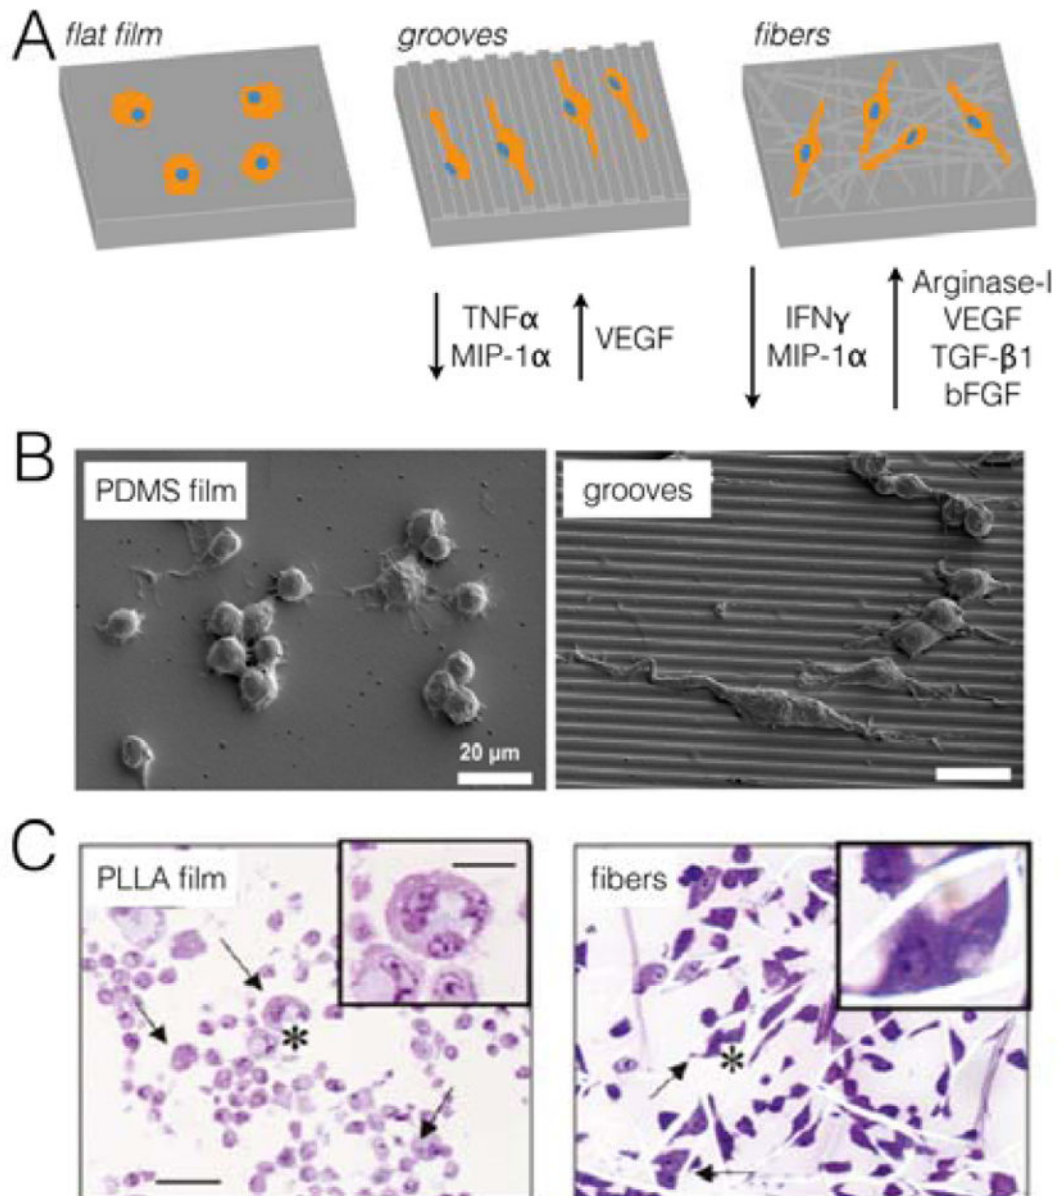 A
flat film
grooves
fibers
TNFα
MIP-1α
VEGF
IFNγ
MIP-1α
Arginase-I
VEGF
TGF-β1
bFGF
B
PDMS film
20 µm
grooves
C
PLLA film
*
fibers
*